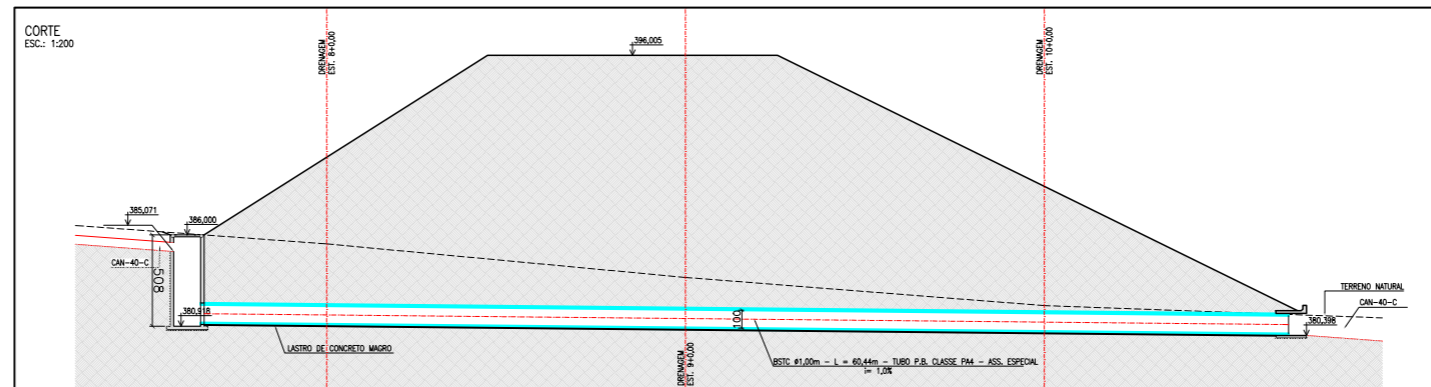 CORTE
ESC.: 1:200
DRENAGEM
EST. 8+0,00
396,005
DRENAGEM
EST. 10+0,00
385,071
386,000
CAN-40-C
508
380,918
LASTRO DE CONCRETO MAGRO
100
DRENAGEM
EST. 9+0,00
BSTC ø1,00m - L = 60,44m - TUBO P.B. CLASSE PA4 - ASS. ESPECIAL
i= 1,0%
TERRENO NATURAL
CAN-40-C
380,398